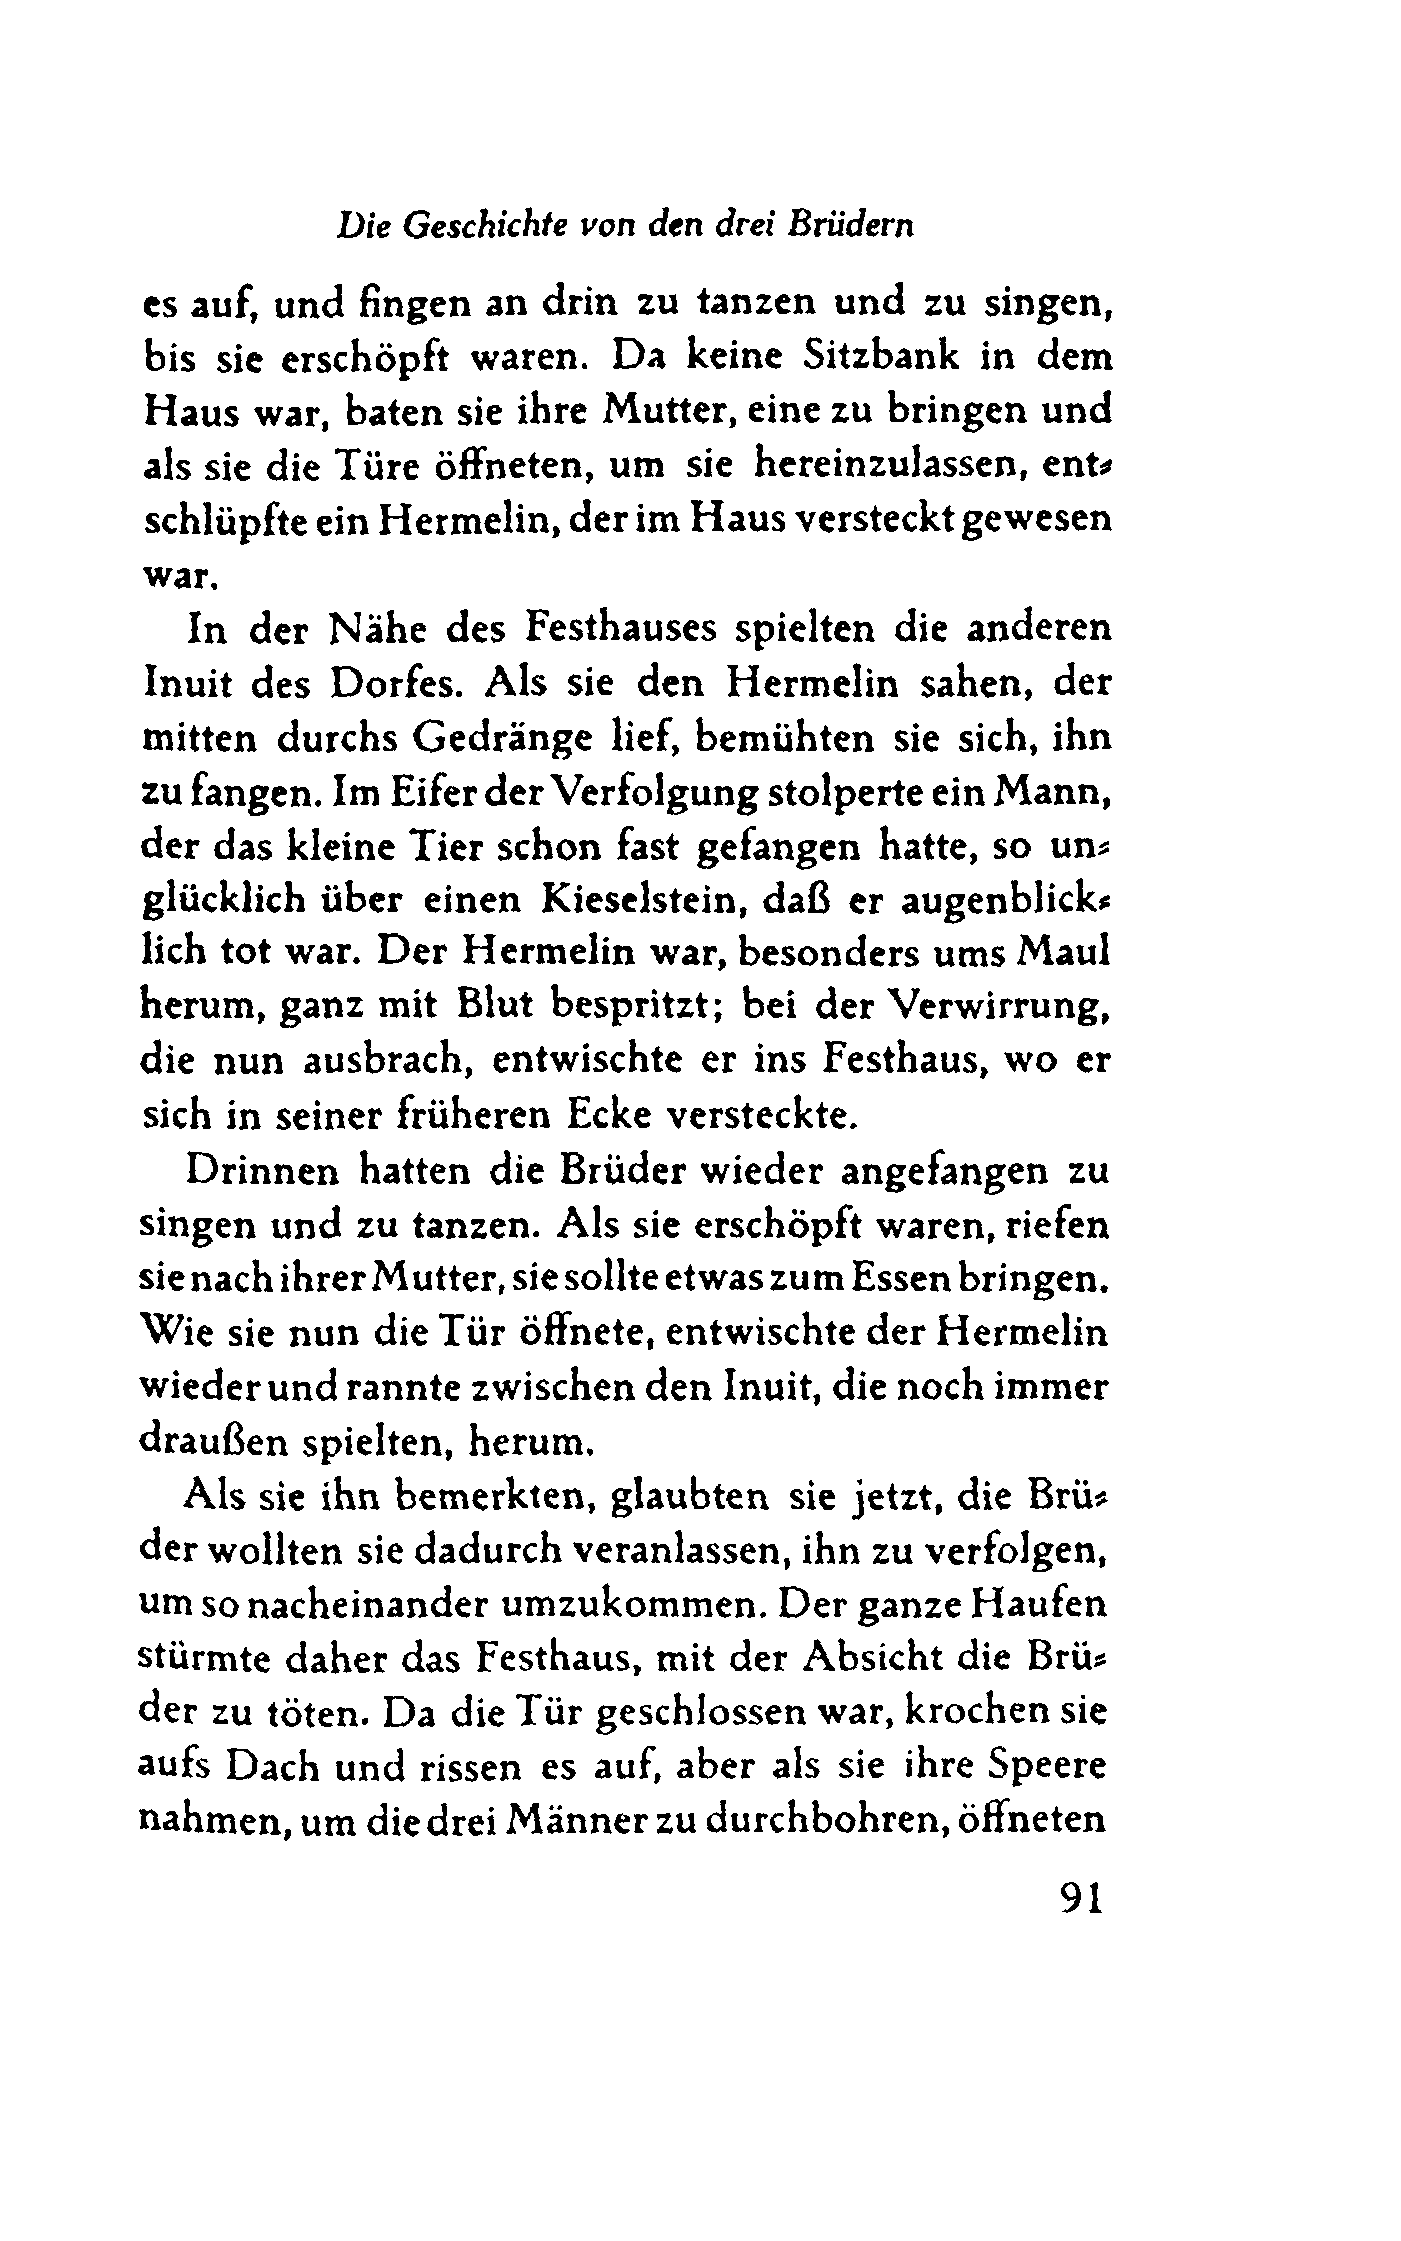 Die Geschichte von den drei Brüdern
es auf, und fingen an drin zu tanzen und zu singen,
bis sie erschöpft waren. Da keine Sitzbank in dem
Haus war, baten sie ihre Mutter, eine zu bringen und
als sie die Türe öffneten, um sie hereinzulassen, ent⸗
schlüpfte ein Hermelin, der im Haus versteckt gewesen
war.
In der Nähe des Festhauses spielten die anderen
Inuit des Dorfes. Als sie den Hermelin sahen, der
mitten durchs Gedränge lief, bemühten sie sich, ihn
zu fangen. Im Eifer der Verfolgung stolperte ein Mann,
der das kleine Tier schon fast gefangen hatte, so un⸗
glücklich über einen Kieselstein, daß er augenblick⸗
lich tot war. Der Hermelin war, besonders ums Maul
herum, ganz mit Blut bespritzt; bei der Verwirrung,
die nun ausbrach, entwischte er ins Festhaus, wo er
sich in seiner früheren Ecke versteckte.
Drinnen hatten die Brüder wieder angefangen zu
singen und zu tanzen. Als sie erschöpft waren, riefen
sie nach ihrer Mutter, sie sollte etwas zum Essen bringen.
Wie sie nun die Tür öffnete, entwischte der Hermelin
wieder und rannte zwischen den Inuit, die noch immer
draußen spielten, herum.
Als sie ihn bemerkten, glaubten sie jetzt, die Brü⸗
der wollten sie dadurch veranlassen, ihn zu verfolgen,
um so nacheinander umzukommen. Der ganze Haufen
stürmte daher das Festhaus, mit der Absicht die Brü⸗
der zu töten. Da die Tür geschlossen war, krochen sie
aufs Dach und rissen es auf, aber als sie ihre Speere
nahmen, um die drei Männer zu durchbohren, öffneten
91